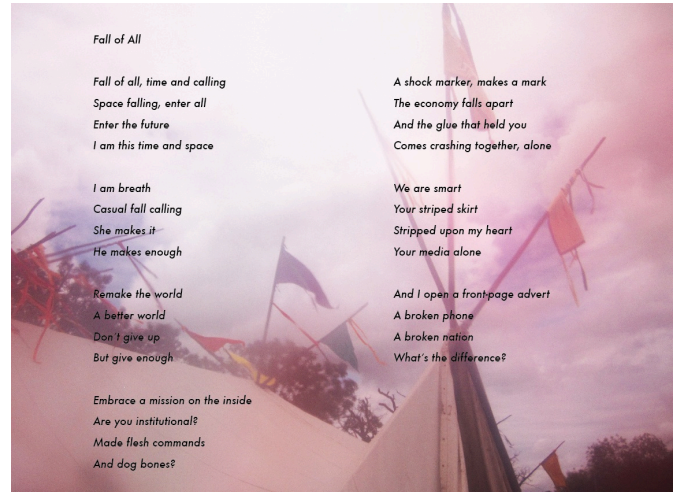 Fall of All
Fall of all, time and calling
Space falling, enter all
Enter the future
I am this time and space
I am breath
Casual fall calling
She makes it
He makes enough
Remake the world
A better world
Don't give up
But give enough
Embrace a mission on the inside
Are you institutional?
Made flesh commands
And dog bones?
A shock marker, makes a mark
The economy falls apart
And the glue that held you
Comes crashing together, alone
We are smart
Your striped skirt
Stripped upon my heart
Your media alone
And I open a front-page advert
A broken phone
A broken nation
What's the difference?